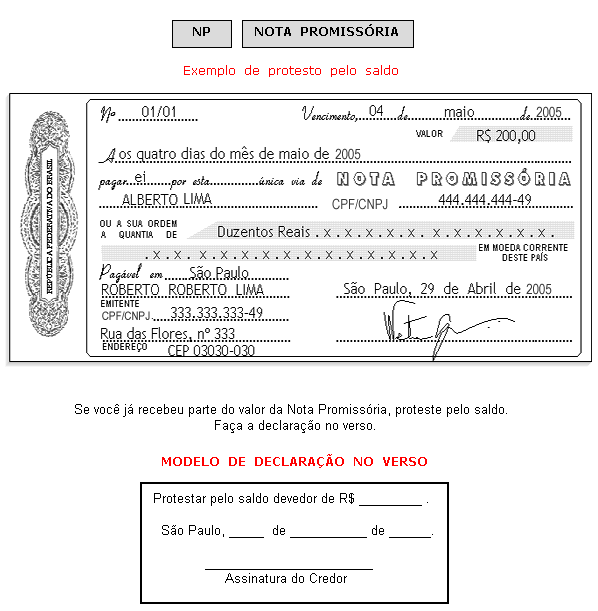 NP NOTA PROMISSÓRIA
Exemplo de protesto pelo saldo
Nº 01/01 Vencimento, 04 de maio de 2005
VALOR R$ 200,00
Aos quatro dias do mês de maio de 2005
pagar ei por esta única via de NOTA PROMISSÓRIA
ALBERTO LIMA CPF/CNPJ 444.444.444-49
OU A SUA ORDEM
A QUANTIA DE Duzentos Reais . x . x . x . x . x . x . x . x . x . x . x .
. x . x . x . x . x . x . x . x . x . x . x . x . x EM MOEDA CORRENTE
DESTE PAÍS
Pagável em São Paulo
ROBERTO ROBERTO LIMA São Paulo, 29 de Abril de 2005
EMITENTE
CPF/CNPJ 333.333.333-49
Rua das Flores, nº 333
ENDEREÇO CEP 03030-030
REPÚBLICA FEDERATIVA DO BRASIL
Se você já recebeu parte do valor da Nota Promissória, proteste pelo saldo.
Faça a declaração no verso.
MODELO DE DECLARAÇÃO NO VERSO
Protestar pelo saldo devedor de R$ ________ .
São Paulo, ____ de __________ de _____.
Assinatura do Credor